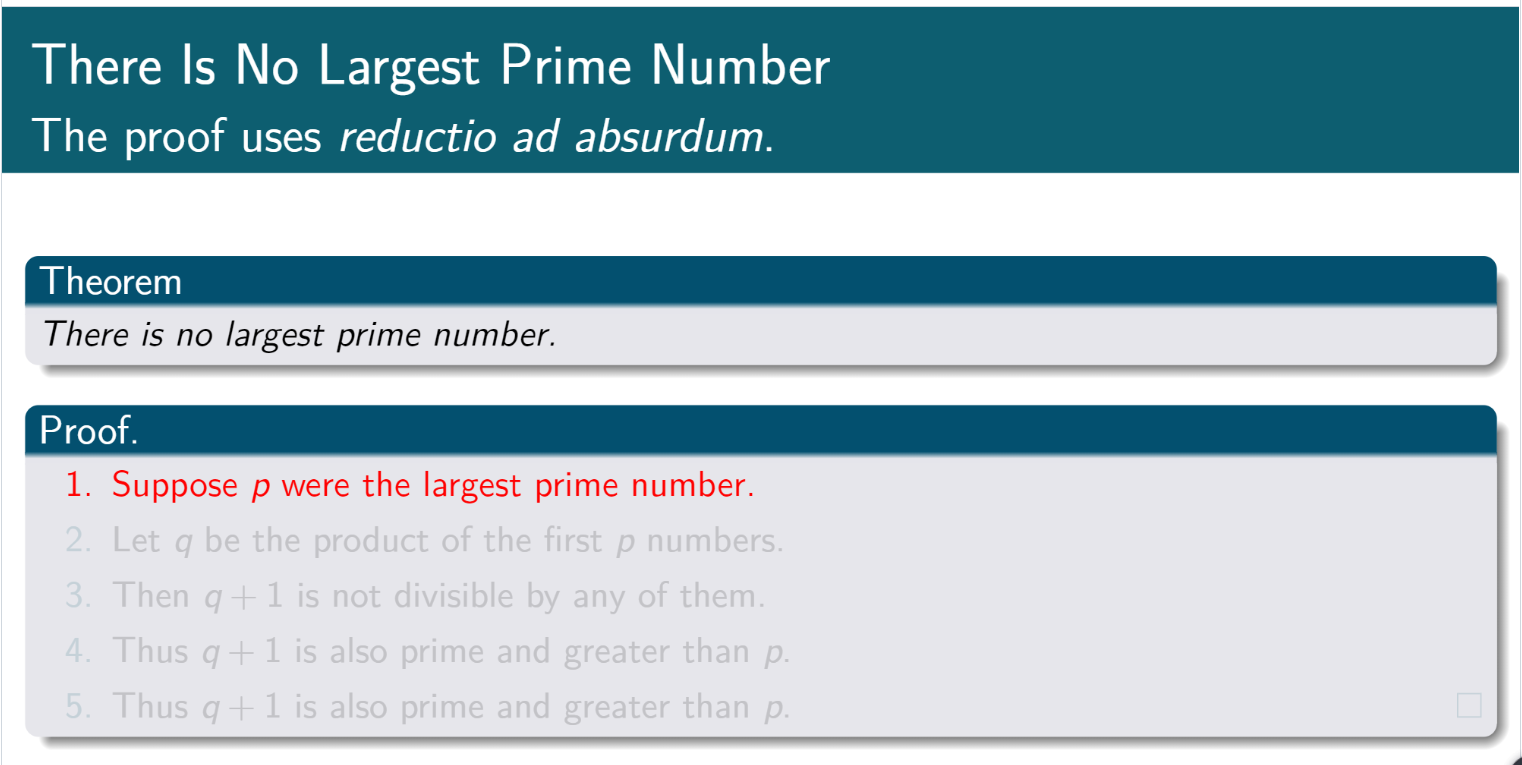 There Is No Largest Prime Number
The proof uses reductio ad absurdum.
Theorem
There is no largest prime number.
Proof.
1. Suppose p were the largest prime number.
2. Let q be the product of the first p numbers.
3. Then q + 1 is not divisible by any of them.
4. Thus q + 1 is also prime and greater than p.
5. Thus q + 1 is also prime and greater than p. □